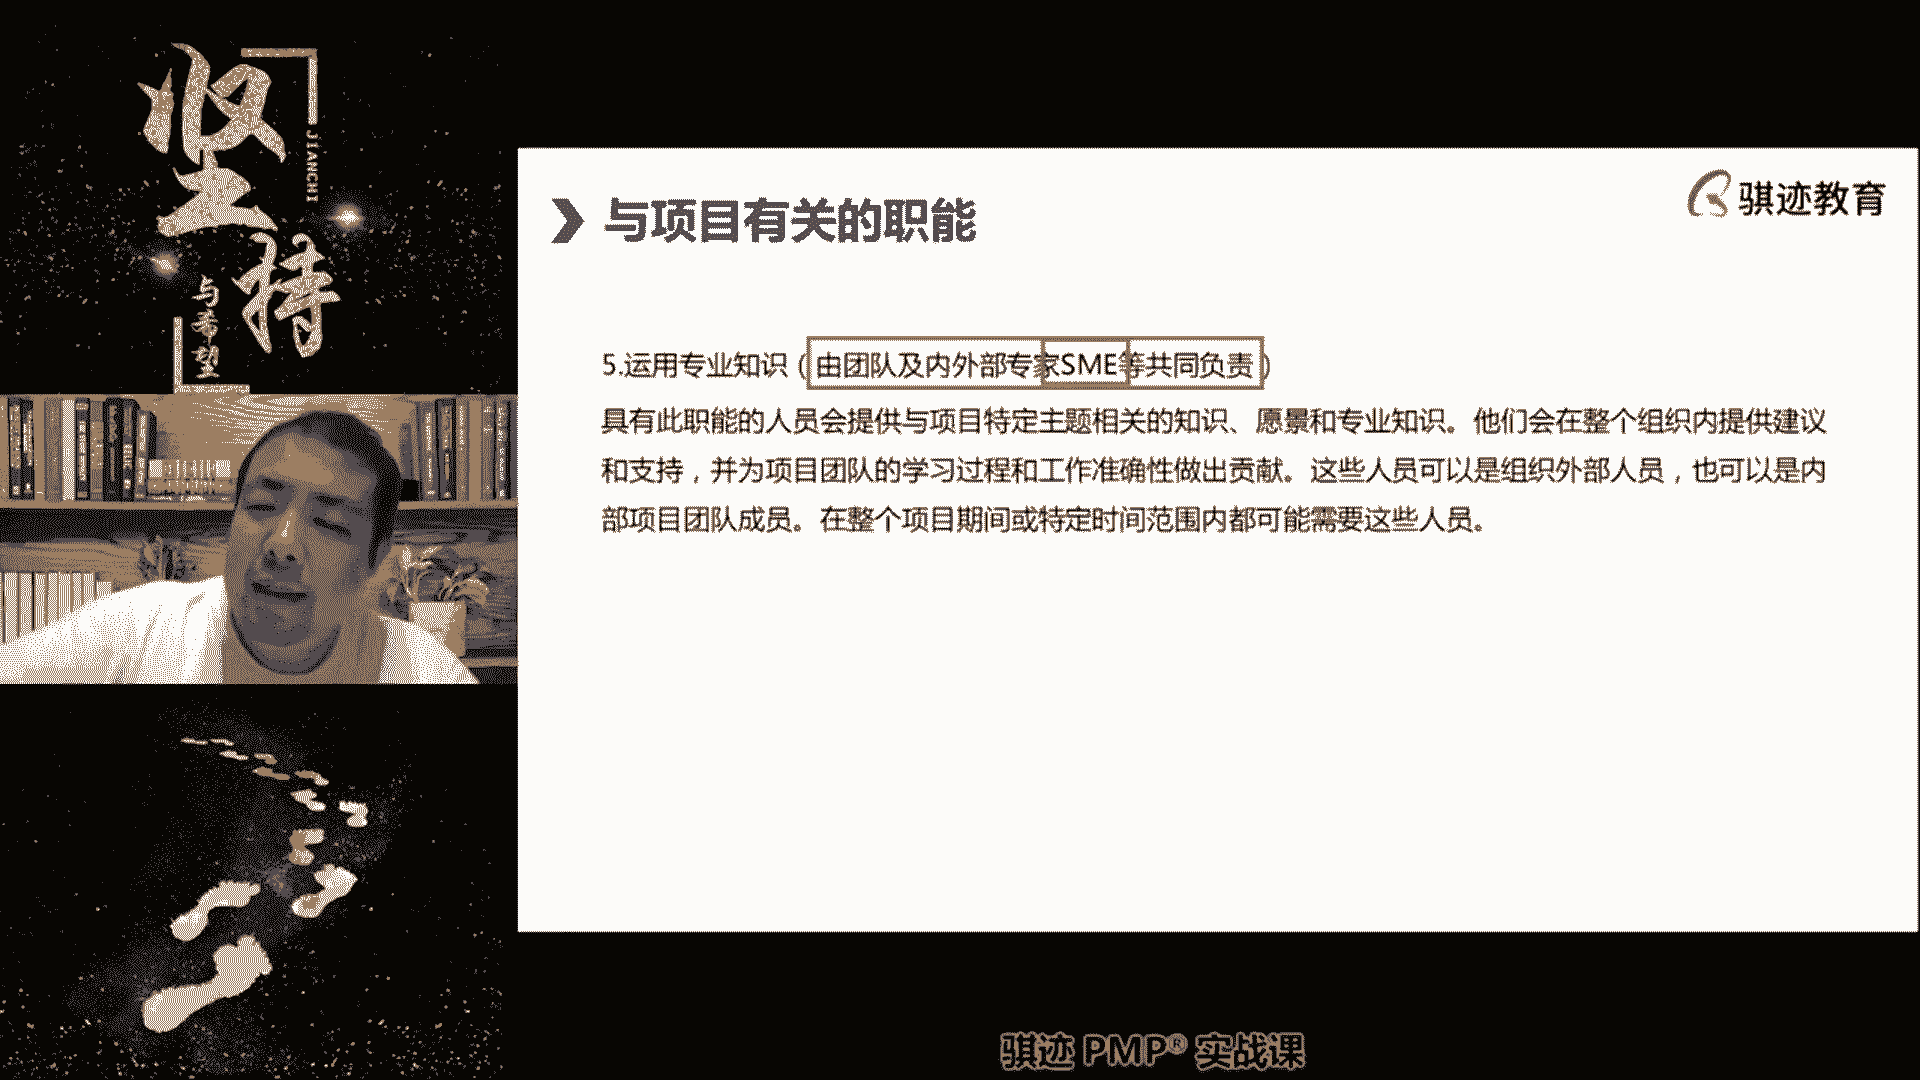 坚持
JIANCHI
与希望
骐迹教育
与项目有关的职能
5.运用专业知识（由团队及内外部专家SME等共同负责）
具有此职能的人员会提供与项目特定主题相关的知识、愿景和专业知识。他们会在整个组织内提供建议
和支持，并为项目团队的学习过程和工作准确性做出贡献。这些人员可以是组织外部人员，也可以是内
部项目团队成员。在整个项目期间或特定时间范围内都可能需要这些人员。
骐迹 PMP® 实战课